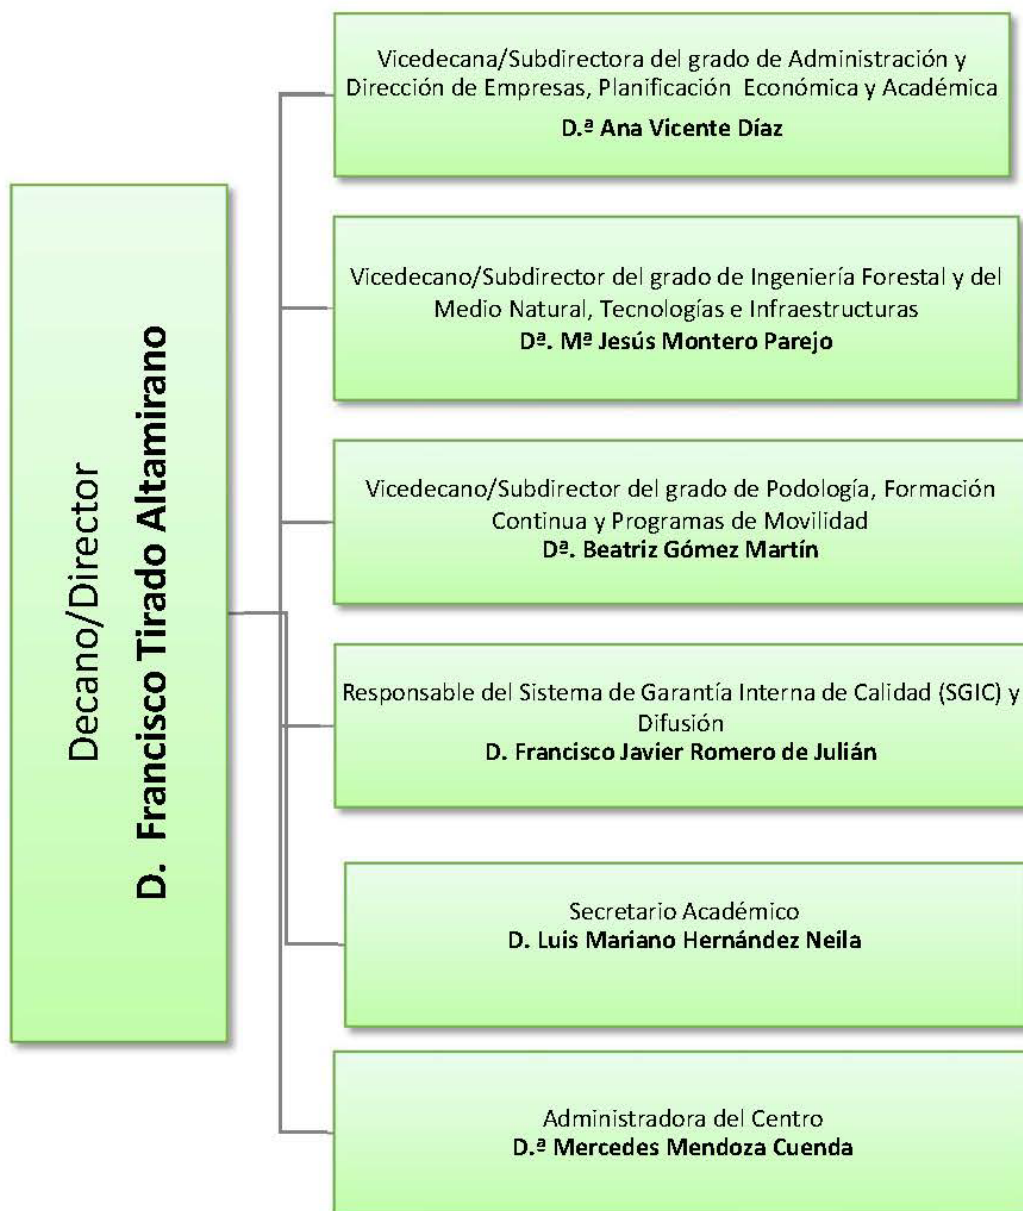 Decano/Director
D. Francisco Tirado Altamirano
Vicedecana/Subdirectora del grado de Administración y
Dirección de Empresas, Planificación Económica y Académica
D.ª Ana Vicente Díaz
Vicedecano/Subdirector del grado de Ingeniería Forestal y del
Medio Natural, Tecnologías e Infraestructuras
Dª. Mª Jesús Montero Parejo
Vicedecano/Subdirector del grado de Podología, Formación
Continua y Programas de Movilidad
Dª. Beatriz Gómez Martín
Responsable del Sistema de Garantía Interna de Calidad (SGIC) y
Difusión
D. Francisco Javier Romero de Julián
Secretario Académico
D. Luis Mariano Hernández Neila
Administradora del Centro
D.ª Mercedes Mendoza Cuenda